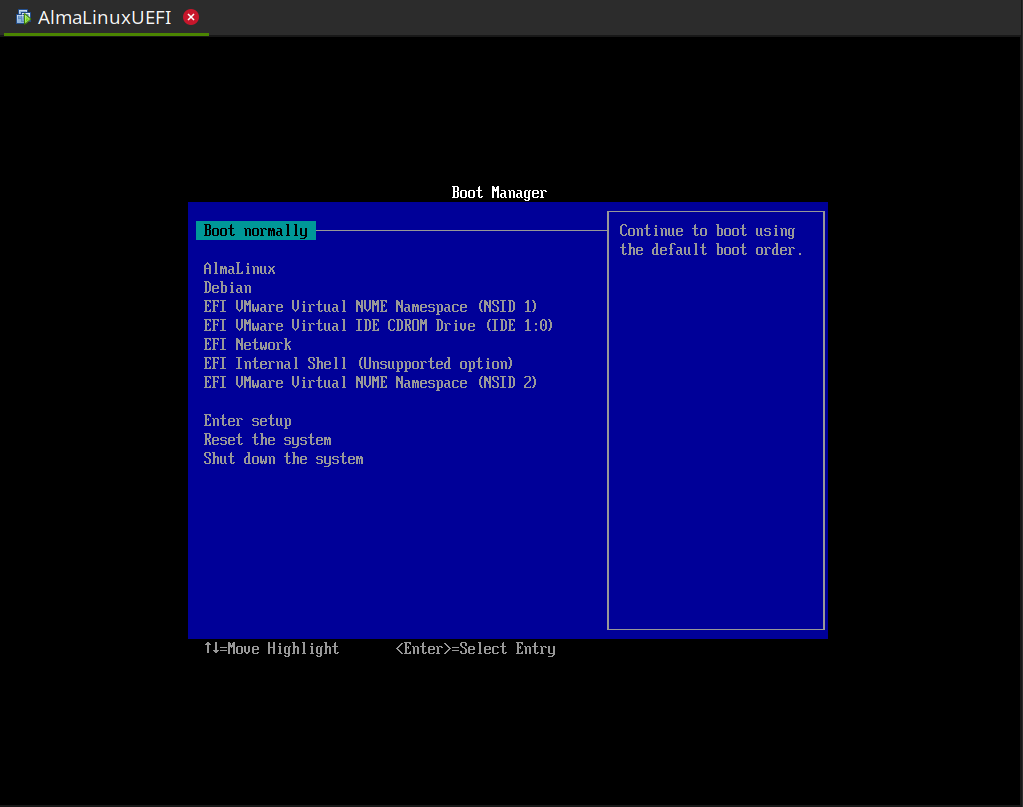 AlmaLinuxUEFI
Boot Manager
Boot normally
AlmaLinux
Debian
EFI VMware Virtual NVME Namespace (NSID 1)
EFI VMware Virtual IDE CDROM Drive (IDE 1:0)
EFI Network
EFI Internal Shell (Unsupported option)
EFI VMware Virtual NVME Namespace (NSID 2)
Enter setup
Reset the system
Shut down the system
Continue to boot using
the default boot order.
↑↓=Move Highlight <Enter>=Select Entry